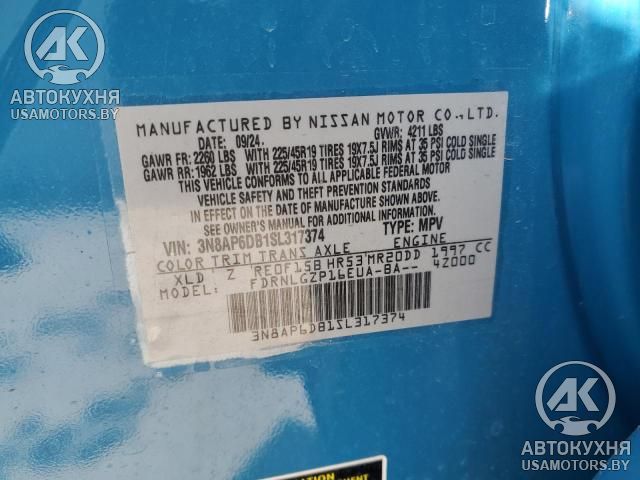 АК
АВТОКУХНЯ
USAMOTORS.BY
MANUFACTURED BY NISSAN MOTOR CO.,LTD.
DATE: 09/24. GVWR: 4211 LBS
GAWR FR: 2260 LBS WITH 225/45R19 TIRES 19X7.5J RIMS AT 35 PSI COLD SINGLE
GAWR RR: 1962 LBS WITH 225/45R19 TIRES 19X7.5J RIMS AT 35 PSI COLD SINGLE
THIS VEHICLE CONFORMS TO ALL APPLICABLE FEDERAL MOTOR
VEHICLE SAFETY AND THEFT PREVENTION STANDARDS
IN EFFECT ON THE DATE OF MANUFACTURE SHOWN ABOVE.
SEE OWNER'S MANUAL FOR ADDITIONAL INFORMATION
VIN: 3N8AP6DB1SL317374 TYPE: MPV
COLOR TRIM TRANS AXLE ENGINE
XLD Z RE0F15B HR53 MR20DD 1997 CC
MODEL: FDRNLGZP16EUA-BA-- 4Z000
3N8AP6DB1SL317374
АК
АВТОКУХНЯ
USAMOTORS.BY